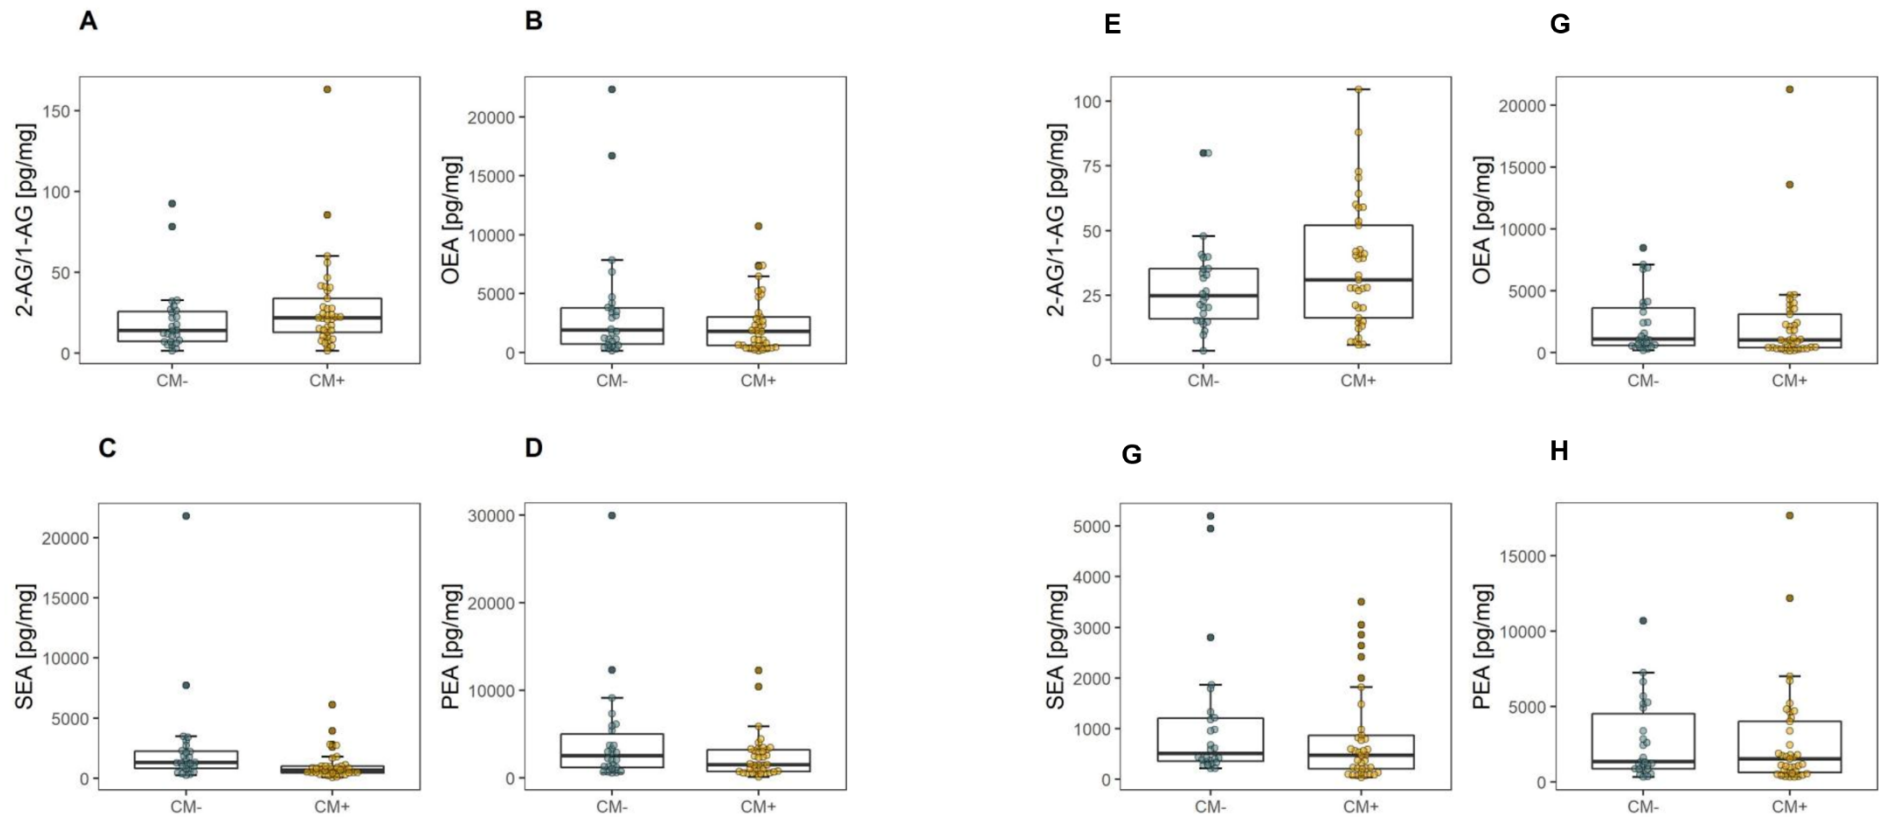 A
B
E
G
2-AG/1-AG [pg/mg]
150
100
50
0
CM-
CM+
OEA [pg/mg]
20000
15000
10000
5000
0
CM-
CM+
2-AG/1-AG [pg/mg]
100
75
50
25
0
CM-
CM+
OEA [pg/mg]
20000
15000
10000
5000
0
CM-
CM+
C
D
G
H
SEA [pg/mg]
20000
15000
10000
5000
0
CM-
CM+
PEA [pg/mg]
30000
20000
10000
0
CM-
CM+
SEA [pg/mg]
5000
4000
3000
2000
1000
0
CM-
CM+
PEA [pg/mg]
15000
10000
5000
0
CM-
CM+